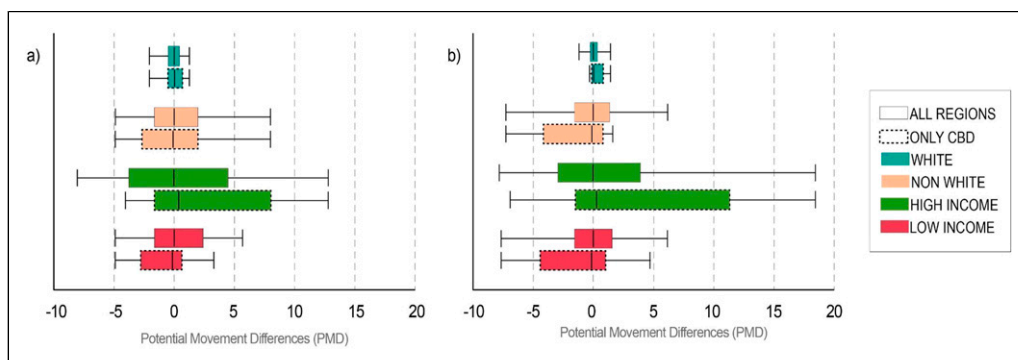 a)
b)
ALL REGIONS
ONLY CBD
WHITE
NON WHITE
HIGH INCOME
LOW INCOME
-10 -5 0 5 10 15 20
-10 -5 0 5 10 15 20
Potential Movement Differences (PMD)
Potential Movement Differences (PMD)